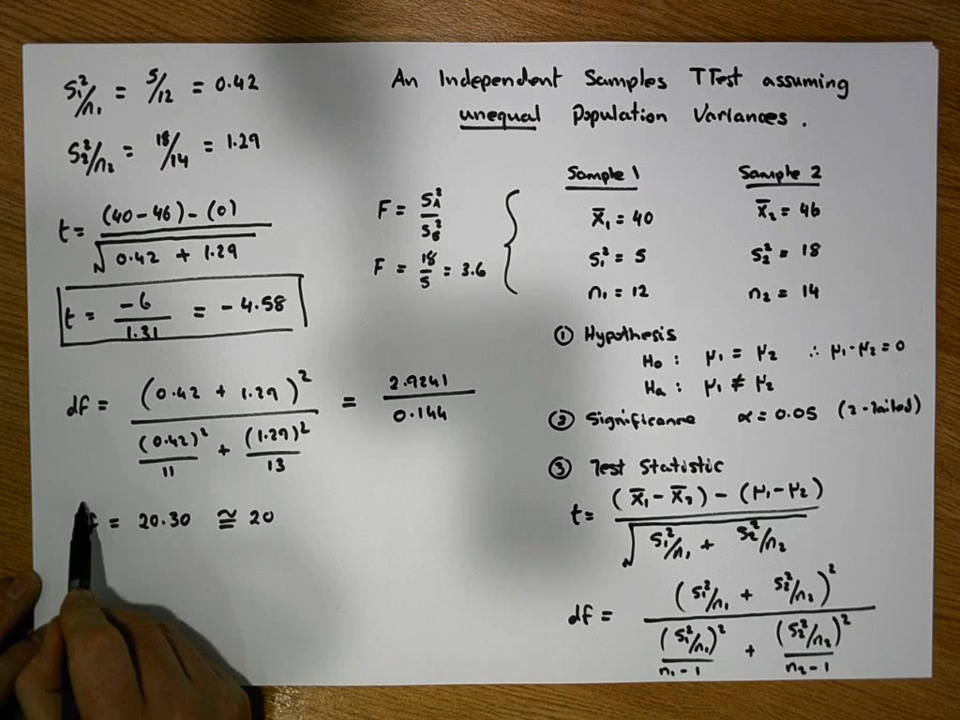 An Independent Samples TTest assuming
unequal Population Variances.
S₁²/n₁ = 5/12 = 0.42
S₂²/n₂ = 18/14 = 1.29
t = (40-46)-(0) / √(0.42 + 1.29)
t = -6/1.31 = -4.58
df = (0.42 + 1.29)² / ((0.42)²/11 + (1.29)²/13) = 2.9241/0.144
= 20.30 ≅ 20
F = S_A²/S_B²
F = 18/5 = 3.6
Sample 1
x̄₁ = 40
S₁² = 5
n₁ = 12
Sample 2
x̄₂ = 46
S₂² = 18
n₂ = 14
① Hypothesis
H₀ : μ₁ = μ₂ ∴ μ₁-μ₂ = 0
Hₐ : μ₁ ≠ μ₂
② Significance α = 0.05 (2-tailed)
③ Test Statistic
t = (x̄₁ - x̄₂) - (μ₁-μ₂) / √(S₁²/n₁ + S₂²/n₂)
df = (S₁²/n₁ + S₂²/n₂)² / ((S₁²/n₁)²/n₁-1 + (S₂²/n₂)²/n₂-1)